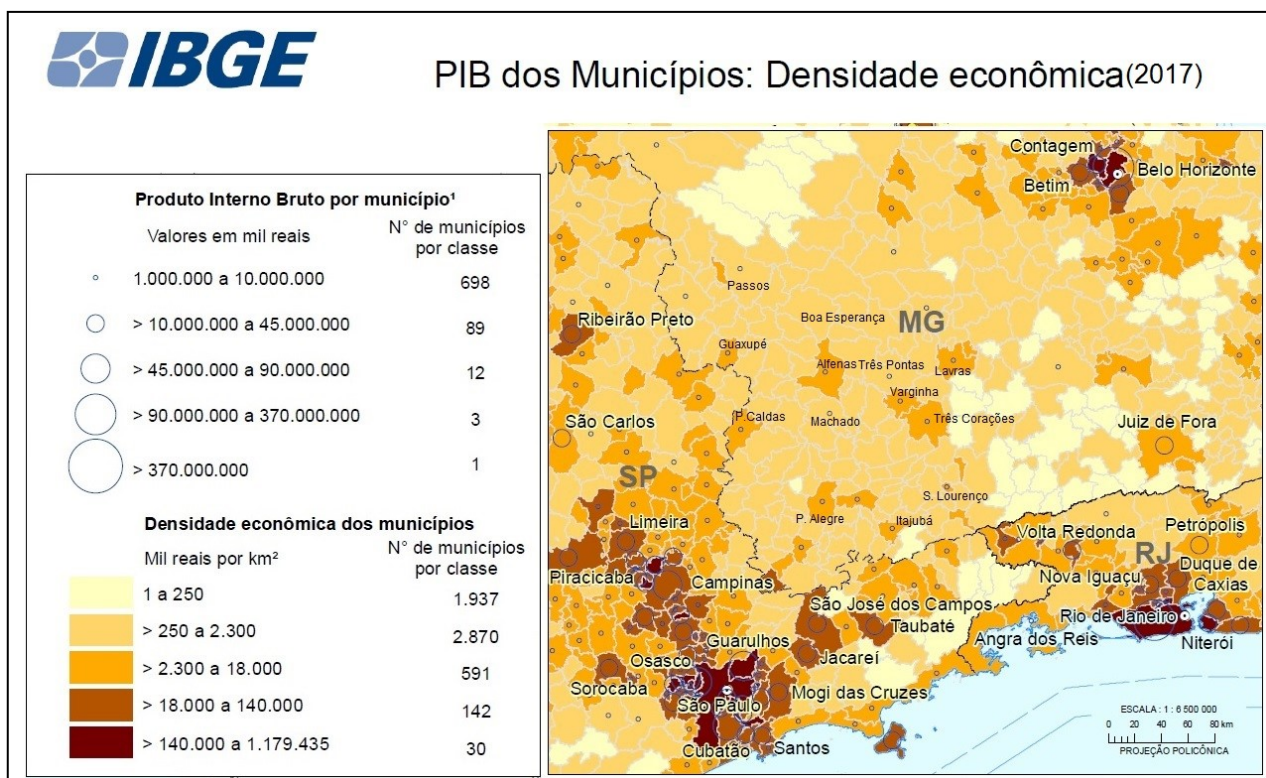 IBGE
PIB dos Municípios: Densidade econômica(2017)
Produto Interno Bruto por município¹
Valores em mil reais
N° de municípios
por classe
1.000.000 a 10.000.000 698
> 10.000.000 a 45.000.000 89
> 45.000.000 a 90.000.000 12
> 90.000.000 a 370.000.000 3
> 370.000.000 1
Densidade econômica dos municípios
Mil reais por km²
N° de municípios
por classe
1 a 250 1.937
> 250 a 2.300 2.870
> 2.300 a 18.000 591
> 18.000 a 140.000 142
> 140.000 a 1.179.435 30
Contagem
Belo Horizonte
Betim
Passos
Boa Esperança
MG
Ribeirão Preto
Guaxupé
Alfenas
Três Pontas
Lavras
Varginha
São Carlos
P. Caldas
Machado
Três Corações
Juiz de Fora
SP
S. Lourenço
P. Alegre
Itajubá
Limeira
Volta Redonda
Petrópolis
RJ
Piracicaba
Campinas
Nova Iguaçu
Duque de
Caxias
São José dos Campos
Taubaté
Rio de Janeiro
Guarulhos
Angra dos Reis
Niterói
Osasco
Jacareí
Sorocaba
Mogi das Cruzes
São Paulo
Cubatão
Santos
ESCALA : 1 : 6 500 000
0 20 40 60 80 km
PROJEÇÃO POLICÔNICA